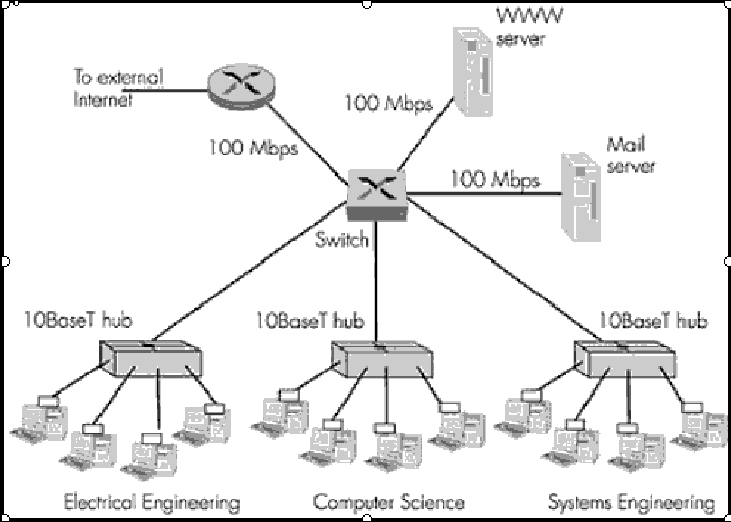 WWW
server
To external
Internet
100 Mbps
100 Mbps
Mail
server
100 Mbps
Switch
10BaseT hub
10BaseT hub
10BaseT hub
Electrical Engineering
Computer Science
Systems Engineering